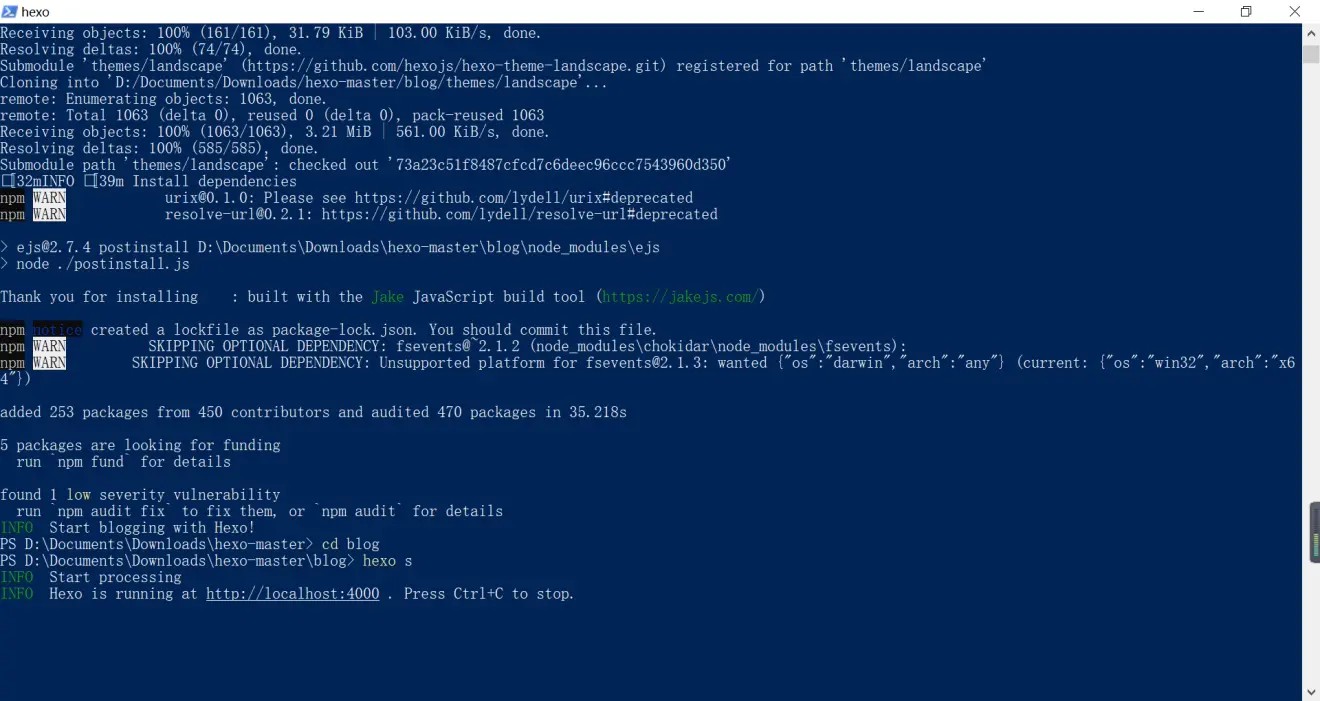 hexo
Receiving objects: 100% (161/161), 31.79 KiB | 103.00 KiB/s, done.
Resolving deltas: 100% (74/74), done.
Submodule 'themes/landscape' (https://github.com/hexojs/hexo-theme-landscape.git) registered for path 'themes/landscape'
Cloning into 'D:/Documents/Downloads/hexo-master/blog/themes/landscape'...
remote: Enumerating objects: 1063, done.
remote: Total 1063 (delta 0), reused 0 (delta 0), pack-reused 1063
Receiving objects: 100% (1063/1063), 3.21 MiB | 561.00 KiB/s, done.
Resolving deltas: 100% (585/585), done.
Submodule path 'themes/landscape': checked out '73a23c51f8487cfcd7c6deec96ccc7543960d350'
□[32mINFO □[39m Install dependencies
npm WARN urix@0.1.0: Please see https://github.com/lydell/urix#deprecated
npm WARN resolve-url@0.2.1: https://github.com/lydell/resolve-url#deprecated
> ejs@2.7.4 postinstall D:\Documents\Downloads\hexo-master\blog\node_modules\ejs
> node ./postinstall.js
Thank you for installing : built with the Jake JavaScript build tool (https://jakejs.com/)
npm notice created a lockfile as package-lock.json. You should commit this file.
npm WARN SKIPPING OPTIONAL DEPENDENCY: fsevents@~2.1.2 (node_modules\chokidar\node_modules\fsevents):
npm WARN SKIPPING OPTIONAL DEPENDENCY: Unsupported platform for fsevents@2.1.3: wanted {"os":"darwin","arch":"any"} (current: {"os":"win32","arch":"x6
4"})
added 253 packages from 450 contributors and audited 470 packages in 35.218s
5 packages are looking for funding
run `npm fund` for details
found 1 low severity vulnerability
run `npm audit fix` to fix them, or `npm audit` for details
INFO Start blogging with Hexo!
PS D:\Documents\Downloads\hexo-master> cd blog
PS D:\Documents\Downloads\hexo-master\blog> hexo s
INFO Start processing
INFO Hexo is running at http://localhost:4000 . Press Ctrl+C to stop.